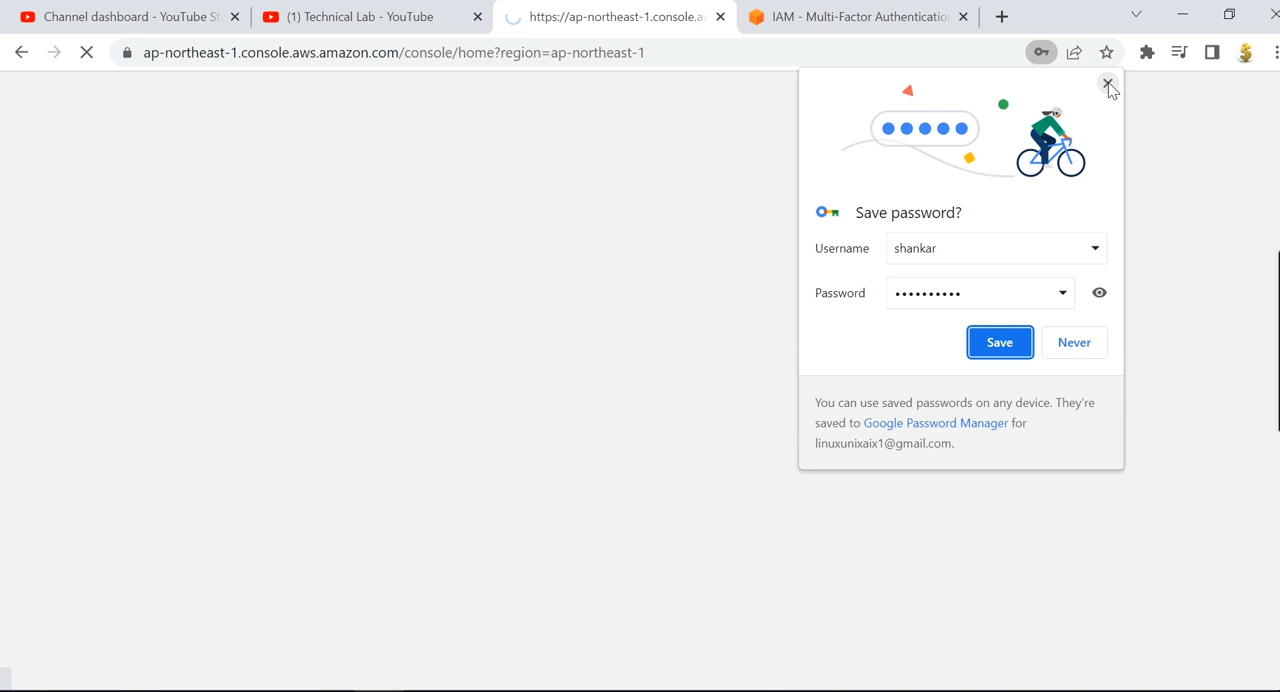 Channel dashboard - YouTube St
(1) Technical Lab - YouTube
https://ap-northeast-1.console.aw
IAM - Multi-Factor Authentication
ap-northeast-1.console.aws.amazon.com/console/home?region=ap-northeast-1
Save password?
Username
shankar
Password
••••••••••
Save
Never
You can use saved passwords on any device. They're
saved to Google Password Manager for
linuxunixaix1@gmail.com.